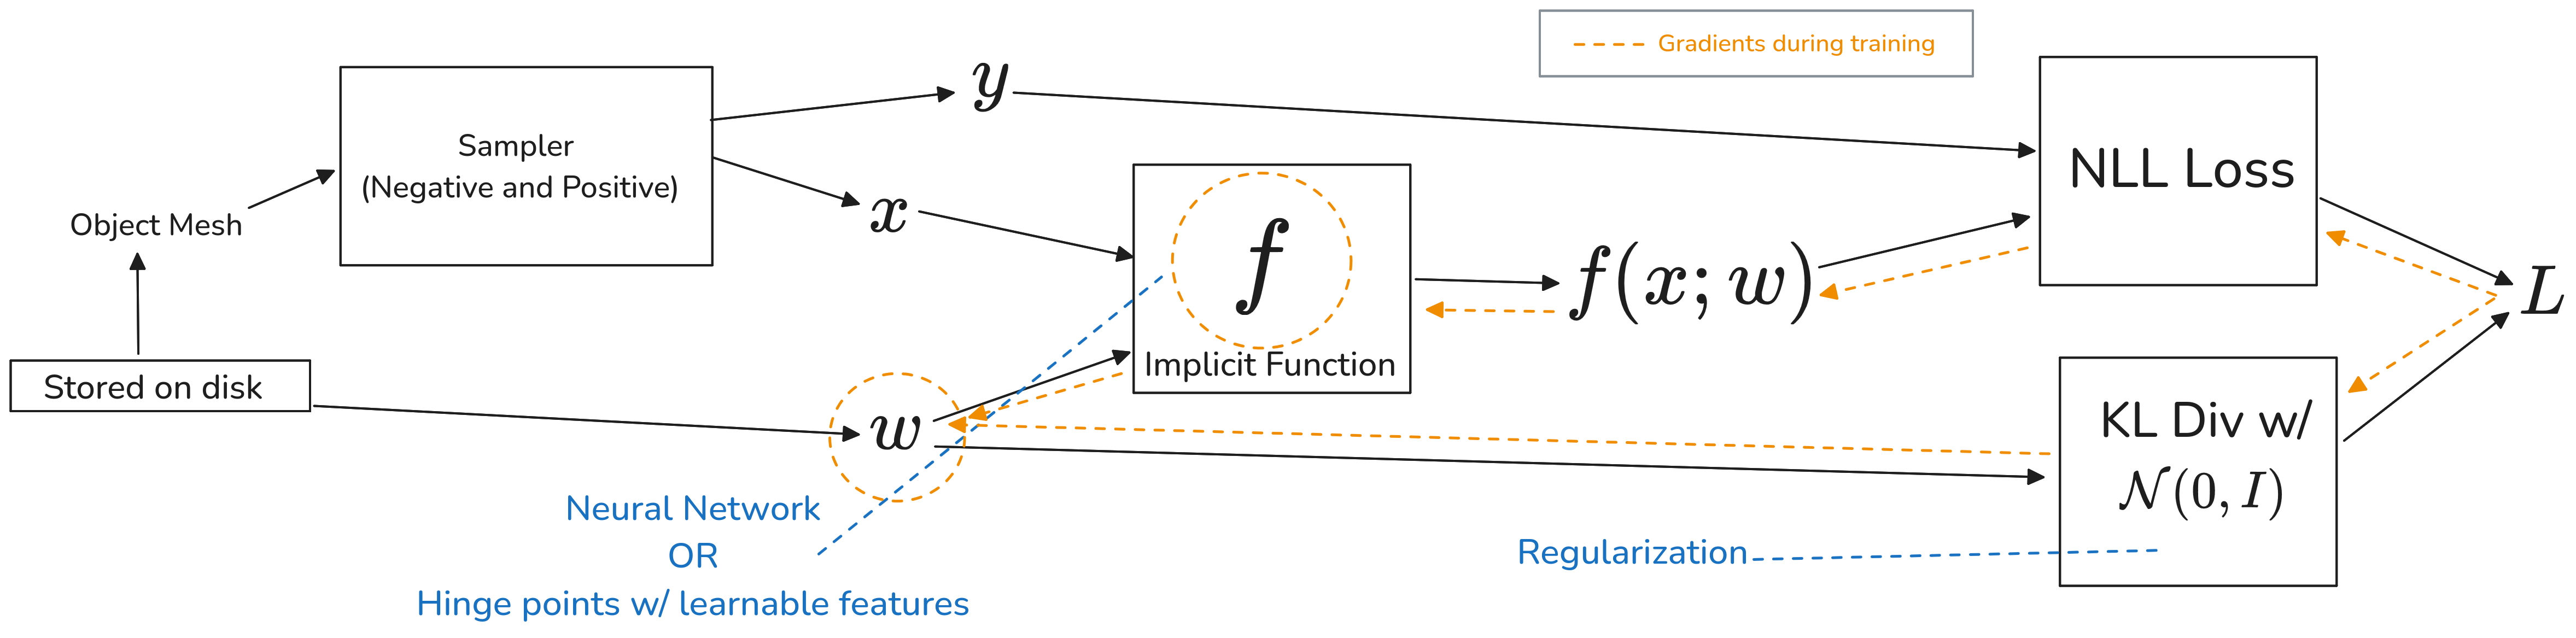 Gradients during training
y
Sampler
(Negative and Positive)
NLL Loss
Object Mesh
x
f
f(x; w)
L
Implicit Function
Stored on disk
w
KL Div w/
𝒩(0, I)
Neural Network
OR
Hinge points w/ learnable features
Regularization